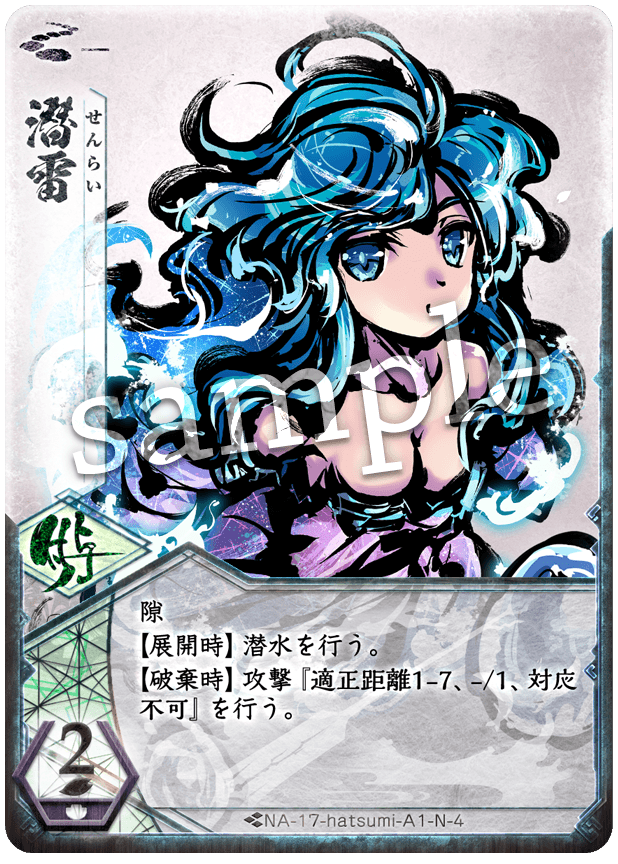 潜雷
せんらい
sample
付与
隙
【展開時】潜水を行う。
【破棄時】攻撃『適正距離1-7、-/1、対応
不可』を行う。
2
NA-17-hatsumi-A1-N-4